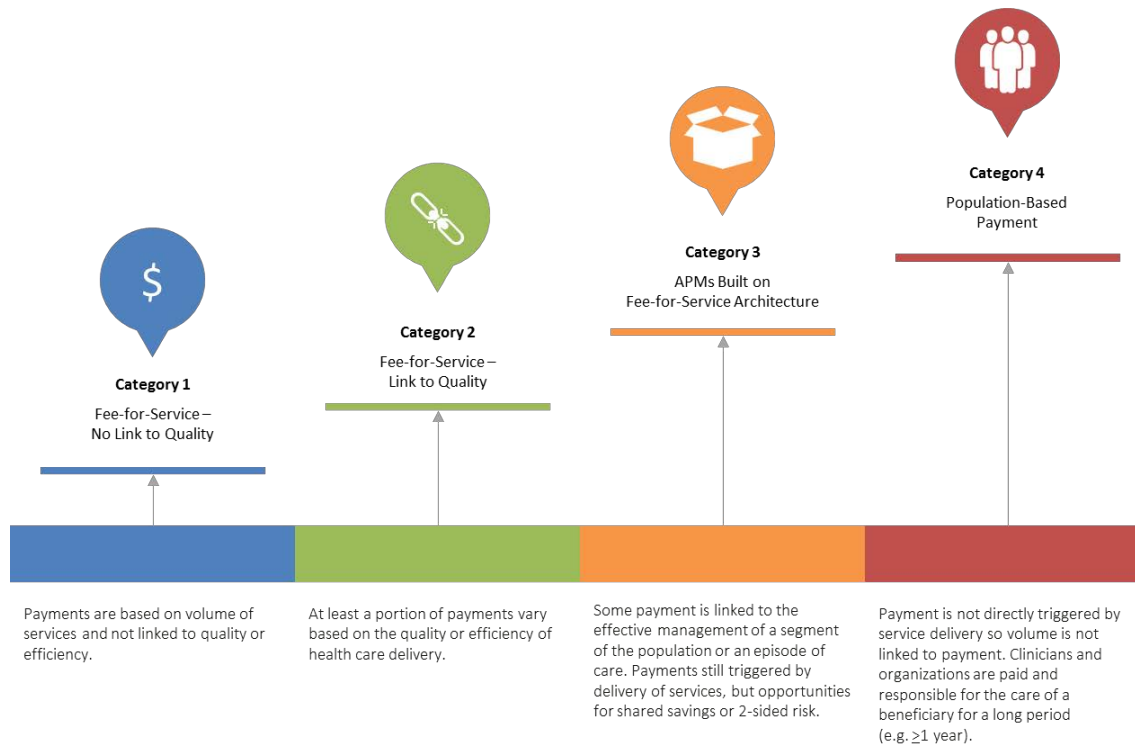 $
Category 1
Fee-for-Service –
No Link to Quality
Payments are based on volume of
services and not linked to quality or
efficiency.
Category 2
Fee-for-Service –
Link to Quality
At least a portion of payments vary
based on the quality or efficiency of
health care delivery.
Category 3
APMs Built on
Fee-for-Service Architecture
Some payment is linked to the
effective management of a segment
of the population or an episode of
care. Payments still triggered by
delivery of services, but opportunities
for shared savings or 2-sided risk.
Category 4
Population-Based
Payment
Payment is not directly triggered by
service delivery so volume is not
linked to payment. Clinicians and
organizations are paid and
responsible for the care of a
beneficiary for a long period
(e.g. ≥1 year).